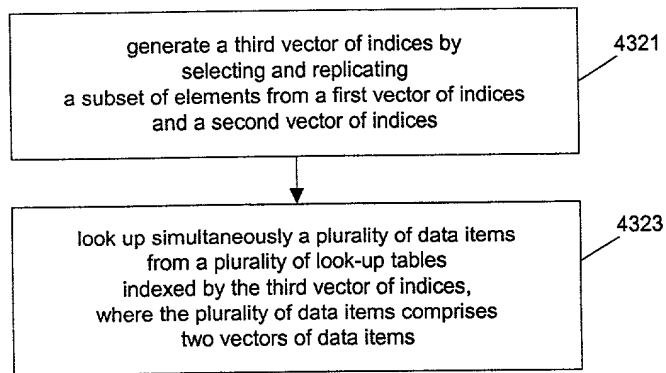 generate a third vector of indices by
selecting and replicating
a subset of elements from a first vector of indices
and a second vector of indices
4321
look up simultaneously a plurality of data items
from a plurality of look-up tables
indexed by the third vector of indices,
where the plurality of data items comprises
two vectors of data items
4323